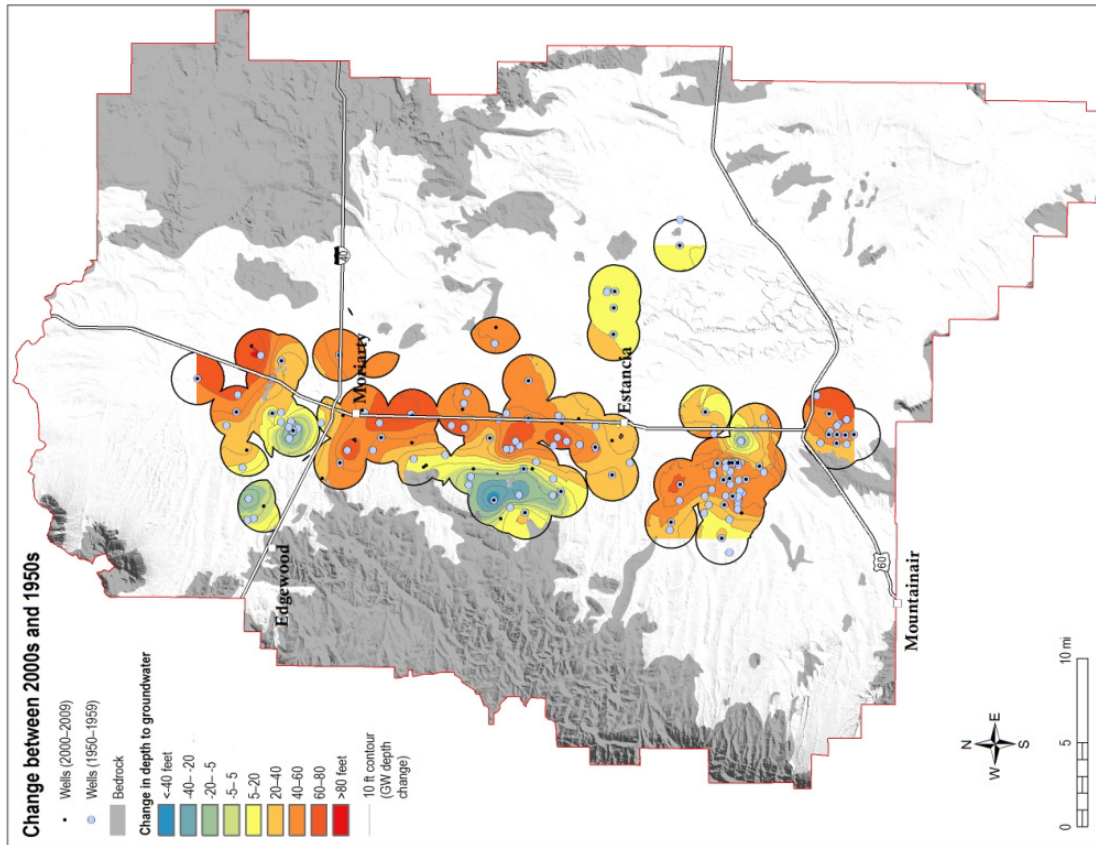 Change between 2000s and 1950s
Wells (2000–2009)
Wells (1950–1959)
Bedrock
Change in depth to groundwater
<40 feet
-40- -20
-20- -5
-5- 5
5–20
20–40
40–60
60–80
>80 feet
10 ft contour
(GW depth
change)
40
Moriarty
Edgewood
Estancia
60
Mountainair
N
W E
S
0 5 10 mi